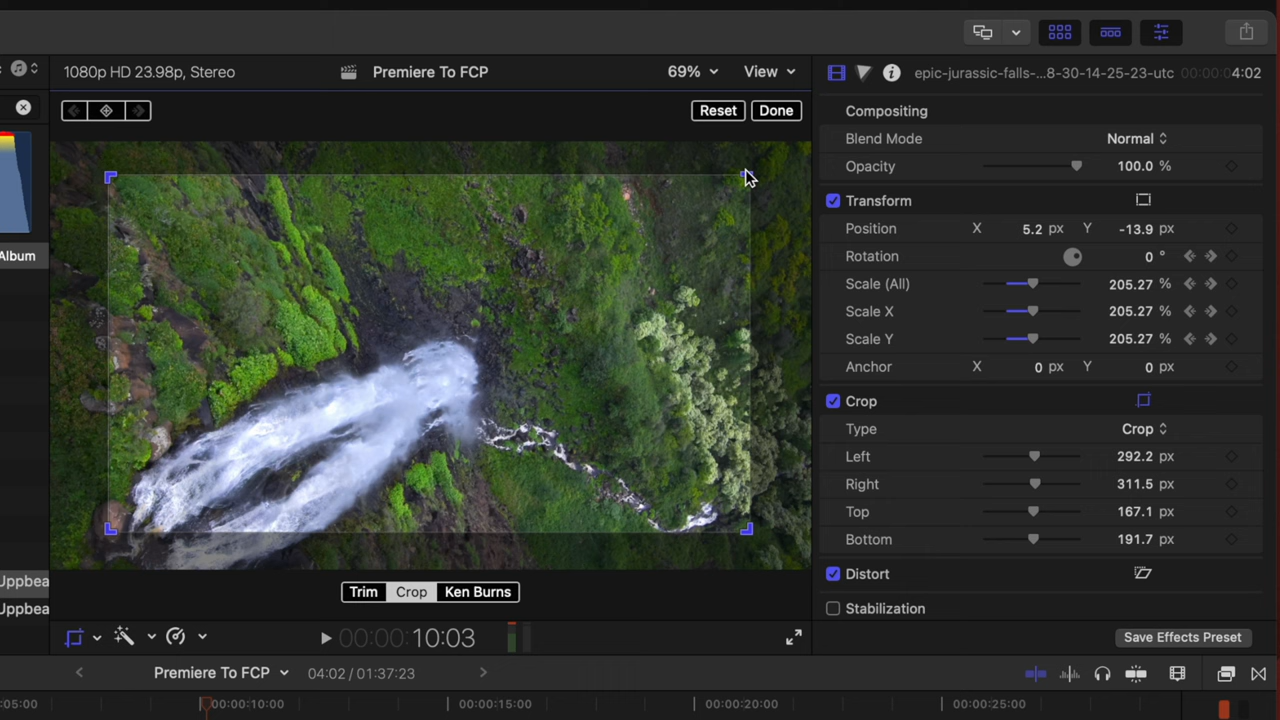 1080p HD 23.98p, Stereo
Premiere To FCP
69%
View
epic-jurassic-falls-...8-30-14-25-23-utc
00:00:04:02
Reset
Done
Compositing
Blend Mode
Normal
Opacity
100.0 %
Transform
Position
X
5.2 px
Y
-13.9 px
Rotation
0 °
Scale (All)
205.27 %
Scale X
205.27 %
Scale Y
205.27 %
Anchor
X
0 px
Y
0 px
Crop
Type
Crop
Left
292.2 px
Right
311.5 px
Top
167.1 px
Bottom
191.7 px
Distort
Stabilization
Save Effects Preset
Album
Uppbea
Uppbea
Trim
Crop
Ken Burns
00:00:10:03
Premiere To FCP
04:02 / 01:37:23
:05:00
00:00:10:00
00:00:15:00
00:00:20:00
00:00:25:00